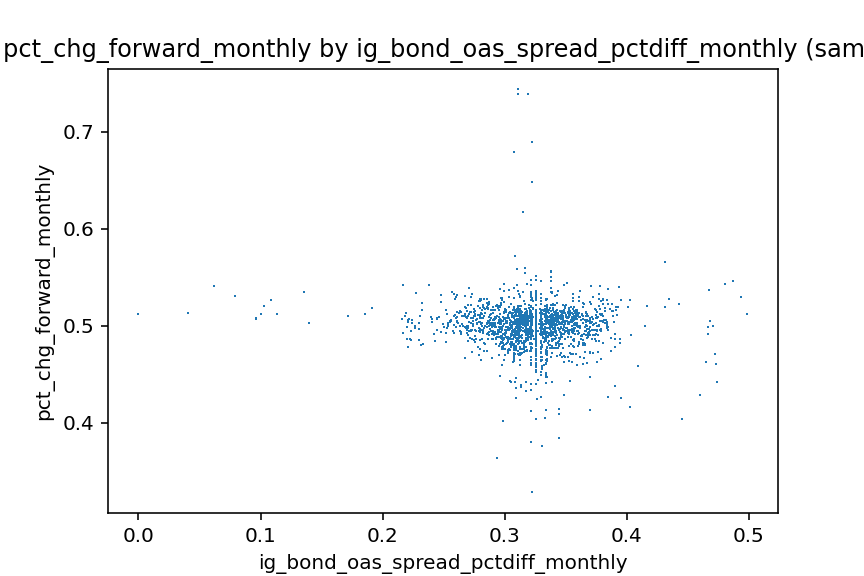 pct_chg_forward_monthly by ig_bond_oas_spread_pctdiff_monthly (sam
0.7
0.6
0.5
0.4
pct_chg_forward_monthly
0.0 0.1 0.2 0.3 0.4 0.5
ig_bond_oas_spread_pctdiff_monthly